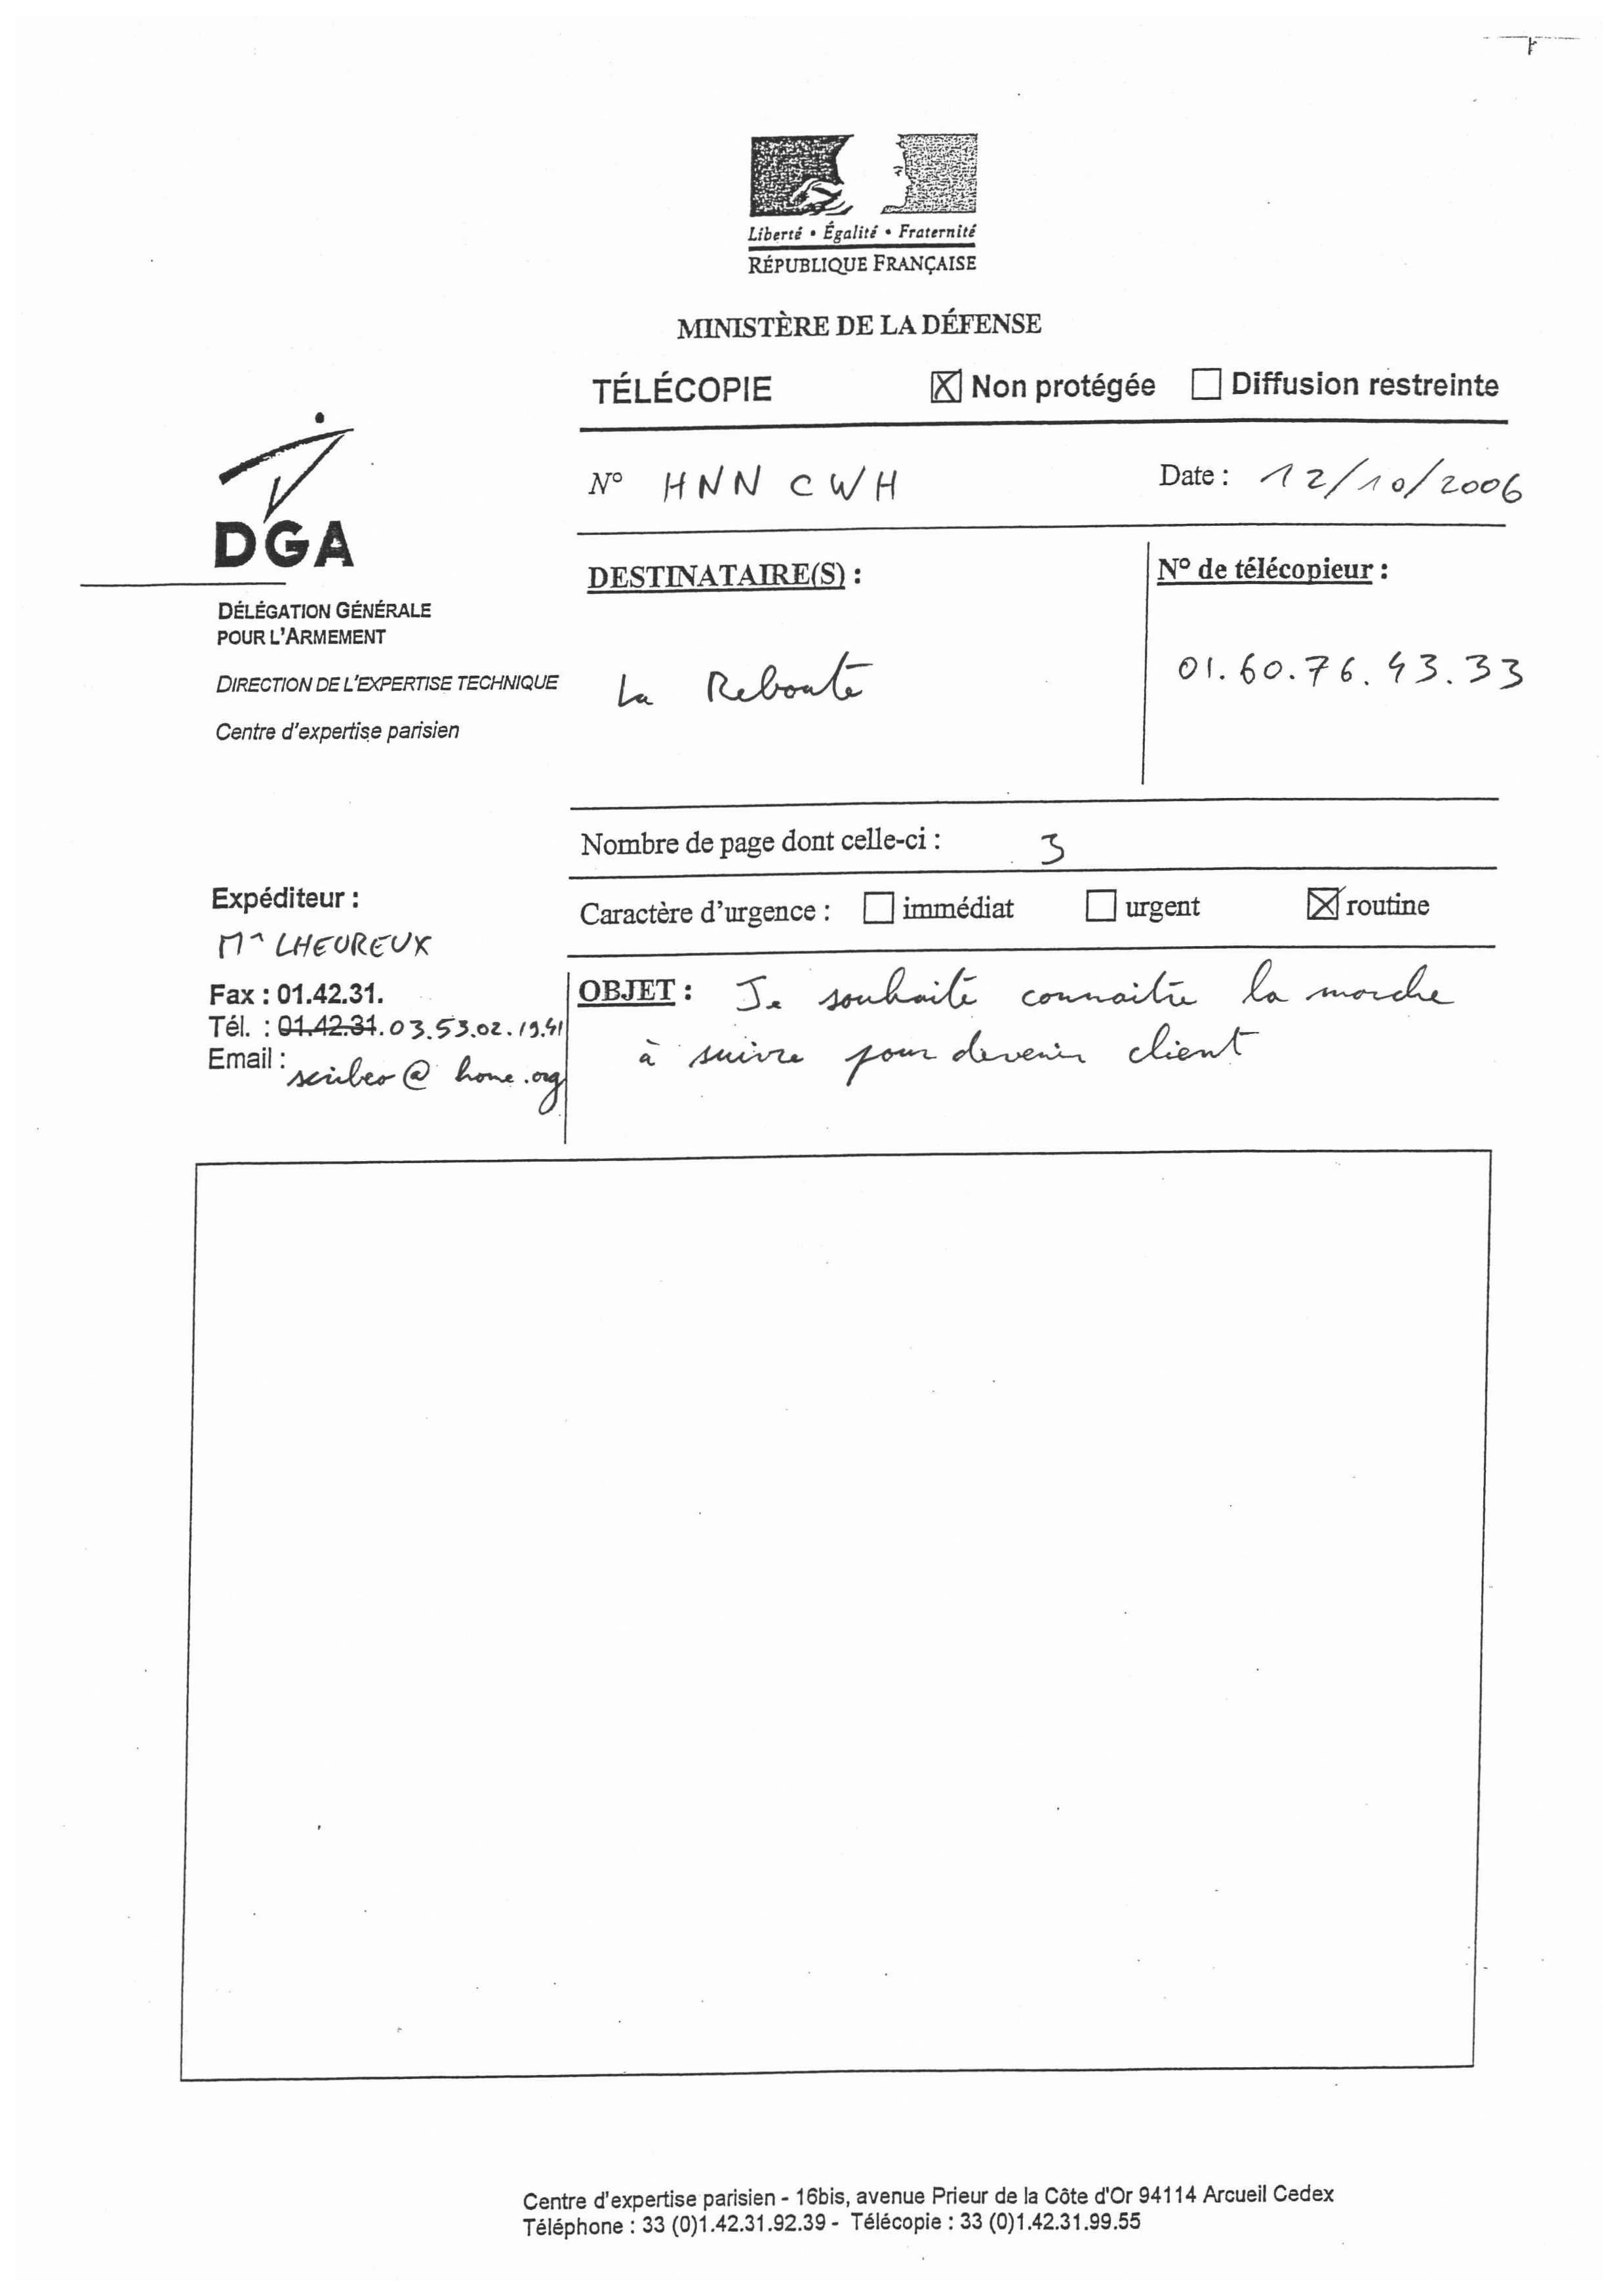 Liberté • Égalité • Fraternité
RÉPUBLIQUE FRANÇAISE
MINISTÈRE DE LA DÉFENSE
TÉLÉCOPIE Non protégée Diffusion restreinte
N° HNN CWH Date : 12/10/2006
DGA
DESTINATAIRE(S) : N° de télécopieur :
DÉLÉGATION GÉNÉRALE
POUR L'ARMEMENT
DIRECTION DE L'EXPERTISE TECHNIQUE
La Reboute 01.60.76.43.33
Centre d'expertise parisien
Nombre de page dont celle-ci : 3
Expéditeur :
Caractère d'urgence : immédiat urgent routine
Mr LHEUREUX
Fax : 01.42.31.
OBJET : Je souhaite connaitre la marche
Tél. : 01.42.31.03.53.02.19.41
à suivre pour devenir client
Email : scribeo@home.org
Centre d'expertise parisien - 16bis, avenue Prieur de la Côte d'Or 94114 Arcueil Cedex
Téléphone : 33 (0)1.42.31.92.39 - Télécopie : 33 (0)1.42.31.99.55